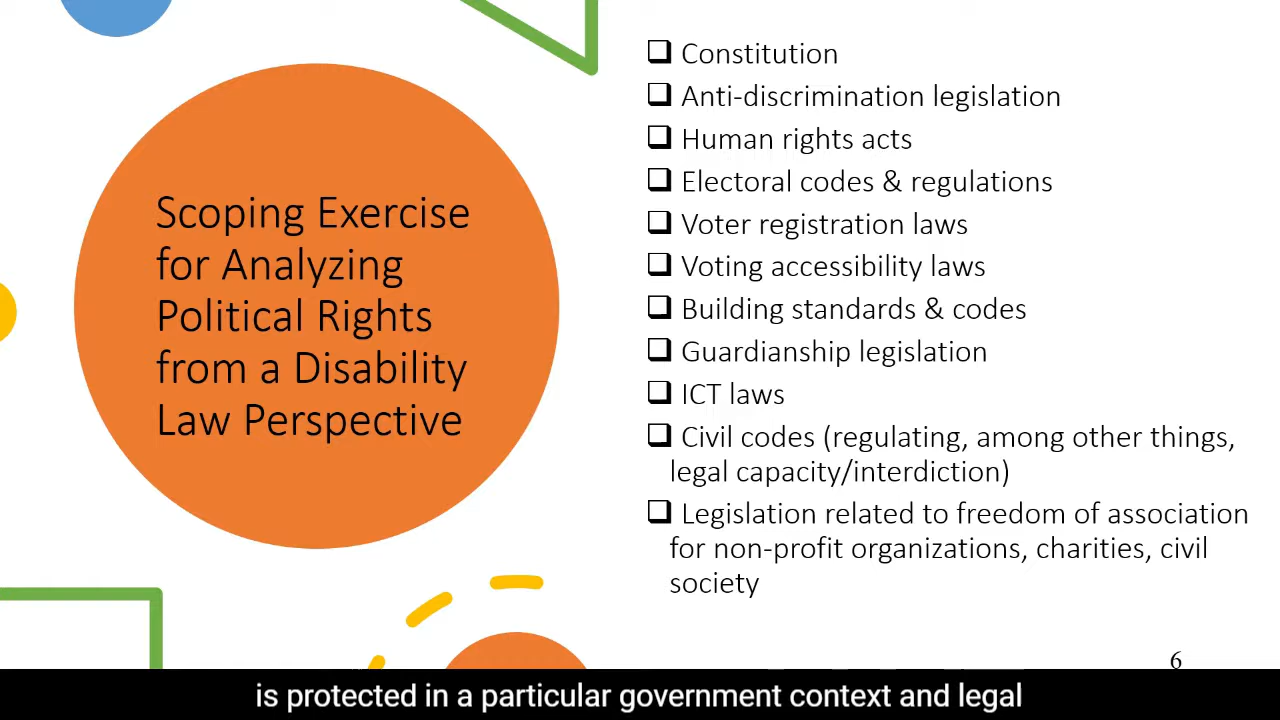 Scoping Exercise
for Analyzing
Political Rights
from a Disability
Law Perspective
❑ Constitution
❑ Anti-discrimination legislation
❑ Human rights acts
❑ Electoral codes & regulations
❑ Voter registration laws
❑ Voting accessibility laws
❑ Building standards & codes
❑ Guardianship legislation
❑ ICT laws
❑ Civil codes (regulating, among other things,
legal capacity/interdiction)
❑ Legislation related to freedom of association
for non-profit organizations, charities, civil
society
6
is protected in a particular government context and legal